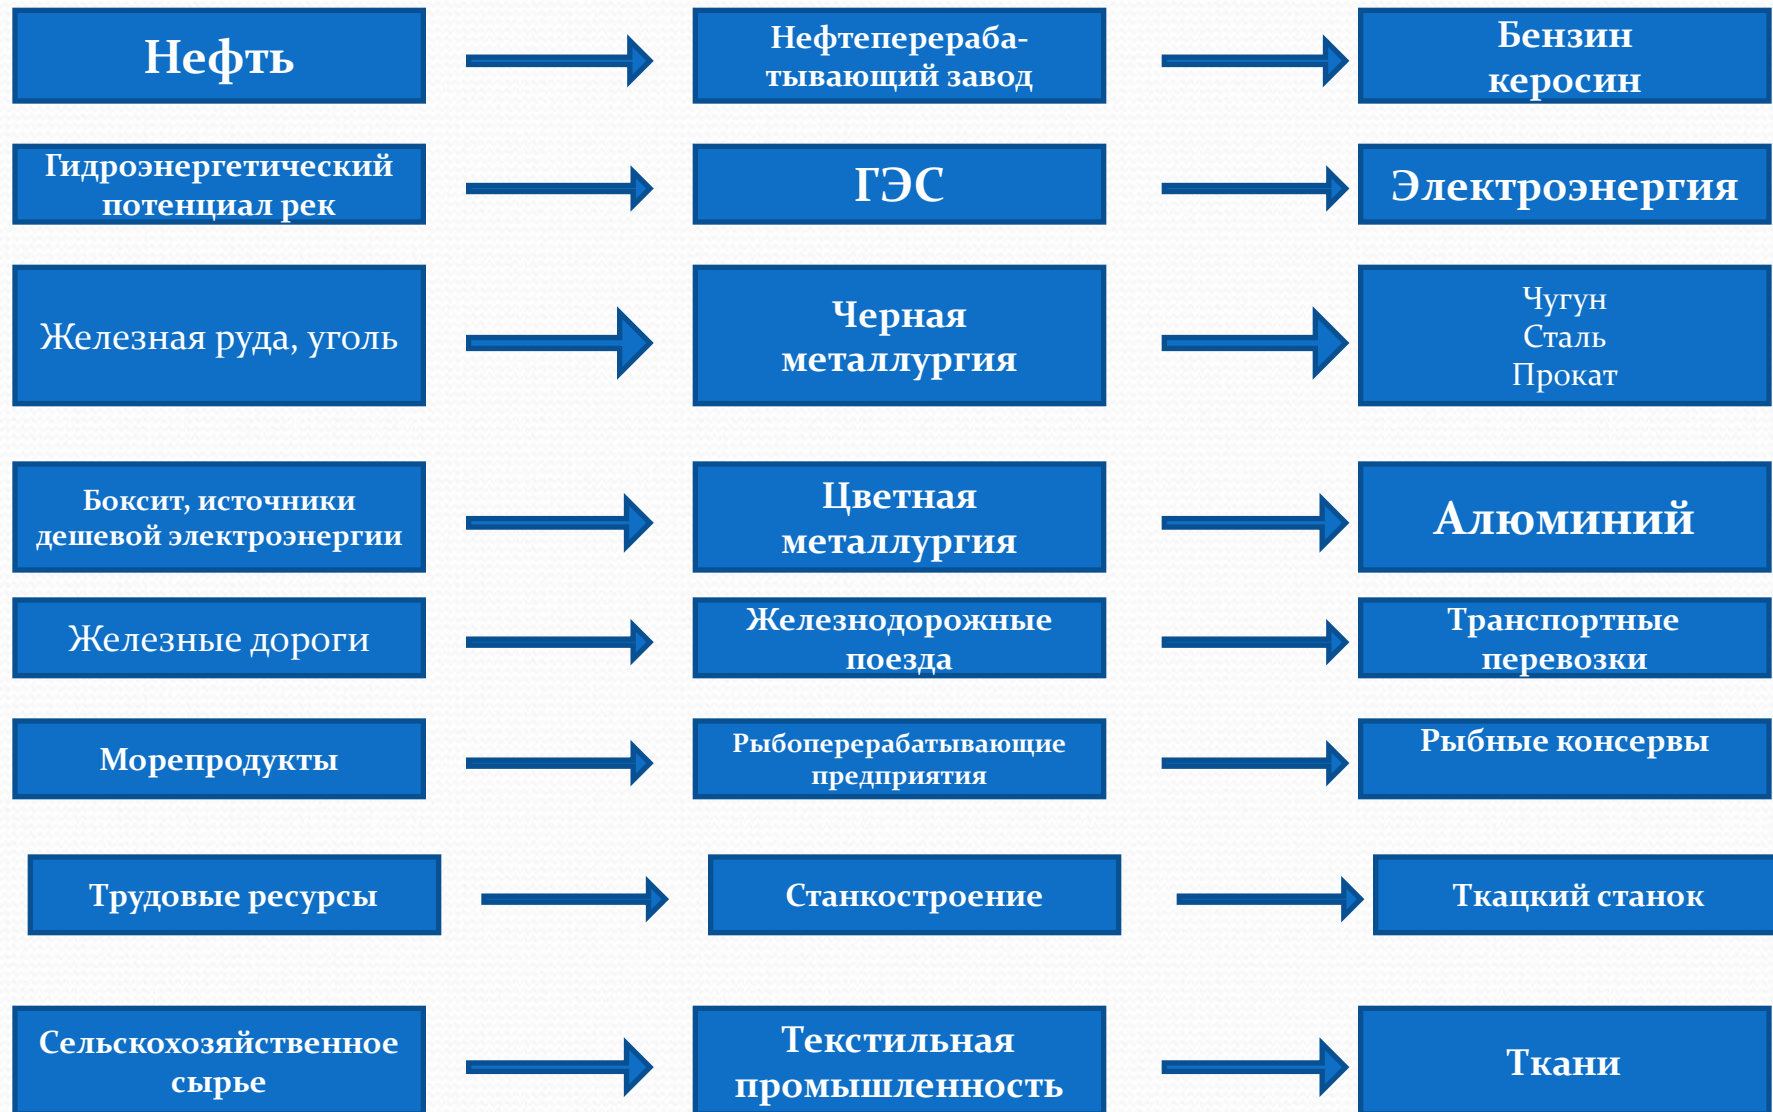 Нефть
Нефтеперераба-
тывающий завод
Бензин
керосин
Гидроэнергетический
потенциал рек
ГЭС
Электроэнергия
Железная руда, уголь
Черная
металлургия
Чугун
Сталь
Прокат
Боксит, источники
дешевой электроэнергии
Цветная
металлургия
Алюминий
Железные дороги
Железнодорожные
поезда
Транспортные
перевозки
Морепродукты
Рыбоперерабатывающие
предприятия
Рыбные консервы
Трудовые ресурсы
Станкостроение
Ткацкий станок
Сельскохозяйственное
сырье
Текстильная
промышленность
Ткани